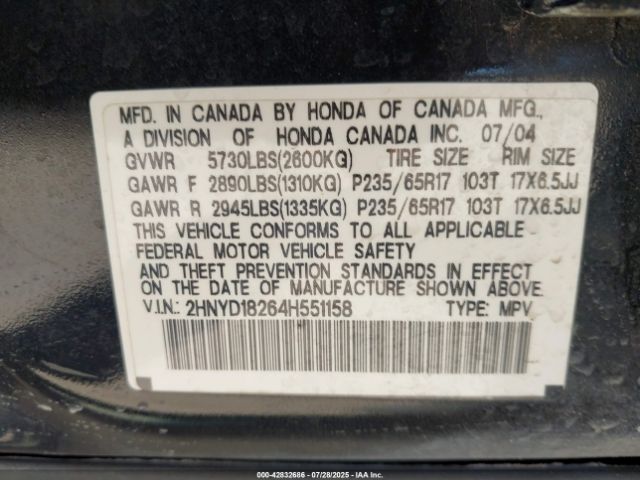 MFD. IN CANADA BY HONDA OF CANADA MFG.,
A DIVISION OF HONDA CANADA INC. 07/04
GVWR 5730LBS(2600KG) TIRE SIZE RIM SIZE
GAWR F 2890LBS(1310KG) P235/65R17 103T 17X6.5JJ
GAWR R 2945LBS(1335KG) P235/65R17 103T 17X6.5JJ
THIS VEHICLE CONFORMS TO ALL APPLICABLE
FEDERAL MOTOR VEHICLE SAFETY
AND THEFT PREVENTION STANDARDS IN EFFECT
ON THE DATE OF MANUFACTURE SHOWN ABOVE.
V.I.N.: 2HNYD18264H551158 TYPE: MPV
© - 42832686 - 07/28/2025 - IAA Inc.